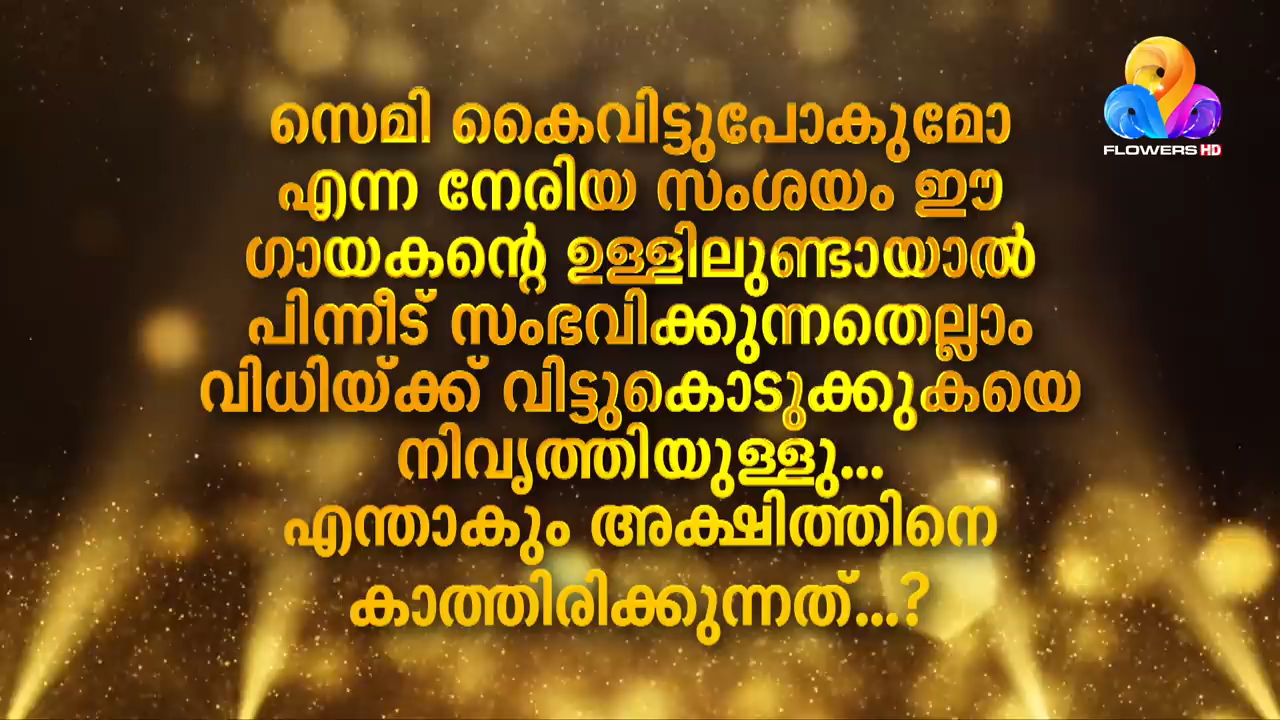 സെമി കൈവിട്ടുപോകുമോ
എന്ന നേരിയ സംശയം ഈ
ഗായകന്റെ ഉള്ളിലുണ്ടായാൽ
പിന്നീട് സംഭവിക്കുന്നതെല്ലാം
വിധിയ്ക്ക് വിട്ടുകൊടുക്കുകയെ
നിവൃത്തിയുള്ളൂ...
എന്താകും അക്ഷിത്തിനെ
കാത്തിരിക്കുന്നത്...?
FLOWERS HD